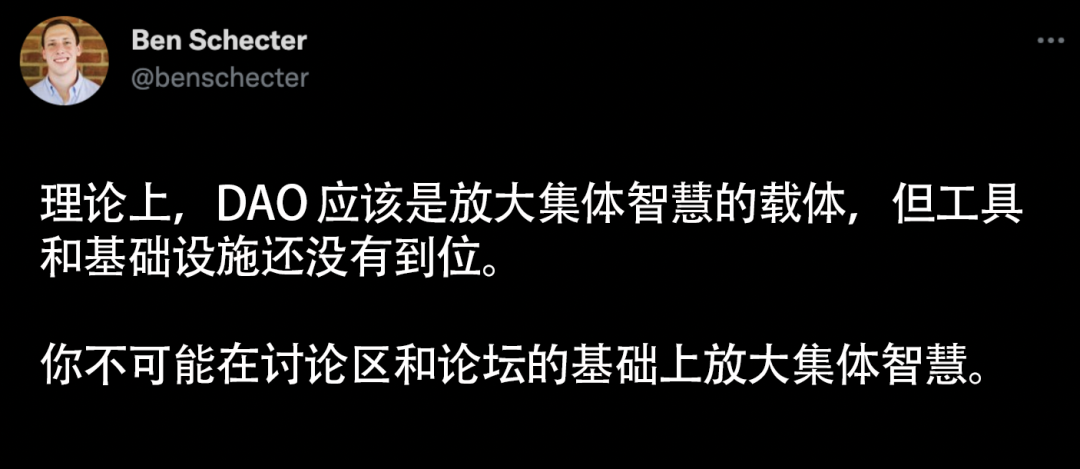 Ben Schecter
@benschecter
理论上，DAO 应该是放大集体智慧的载体，但工具
和基础设施还没有到位。
你不可能在讨论区和论坛的基础上放大集体智慧。